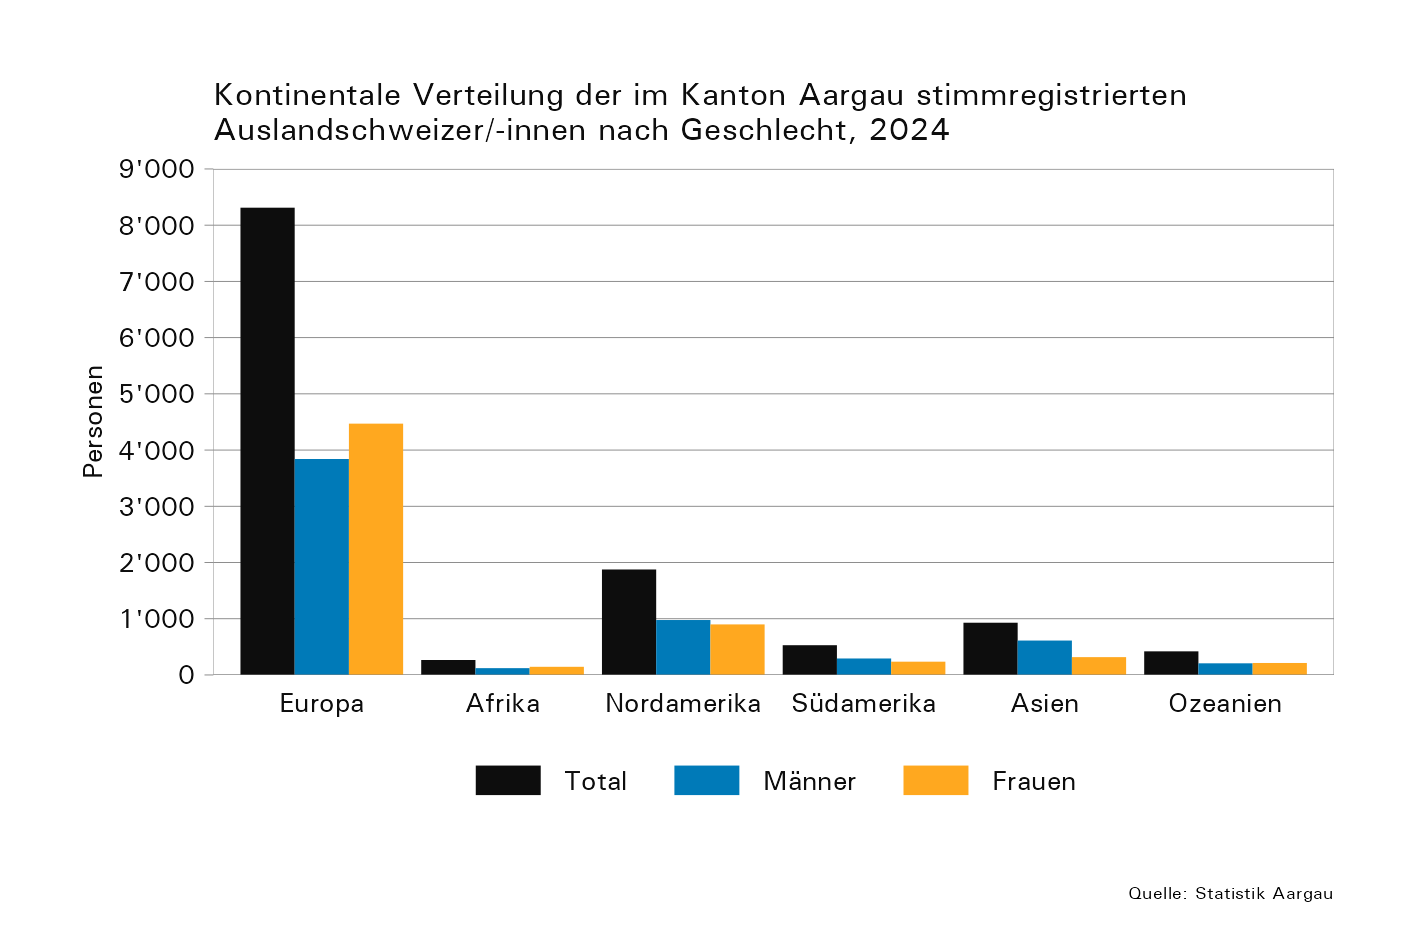 Kontinentale Verteilung der im Kanton Aargau stimmregistrierten
Auslandschweizer/-innen nach Geschlecht, 2024
9'000
8'000
7'000
6'000
5'000
4'000
3'000
2'000
1'000
0
Personen
Europa Afrika Nordamerika Südamerika Asien Ozeanien
Total Männer Frauen
Quelle: Statistik Aargau